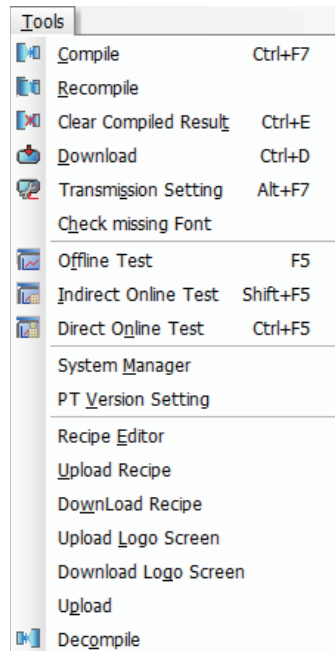 Tools
Compile Ctrl+F7
Recompile
Clear Compiled Result Ctrl+E
Download Ctrl+D
Transmission Setting Alt+F7
Check missing Font
Offline Test F5
Indirect Online Test Shift+F5
Direct Online Test Ctrl+F5
System Manager
PT Version Setting
Recipe Editor
Upload Recipe
DownLoad Recipe
Upload Logo Screen
Download Logo Screen
Upload
Decompile